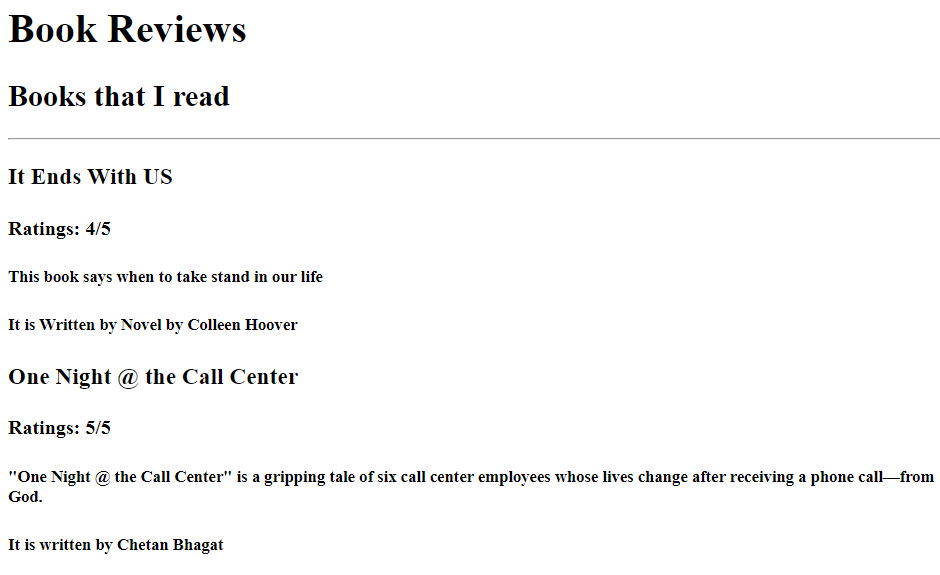 Book Reviews
Books that I read
It Ends With US
Ratings: 4/5
This book says when to take stand in our life
It is Written by Novel by Colleen Hoover
One Night @ the Call Center
Ratings: 5/5
"One Night @ the Call Center" is a gripping tale of six call center employees whose lives change after receiving a phone call—from
God.
It is written by Chetan Bhagat